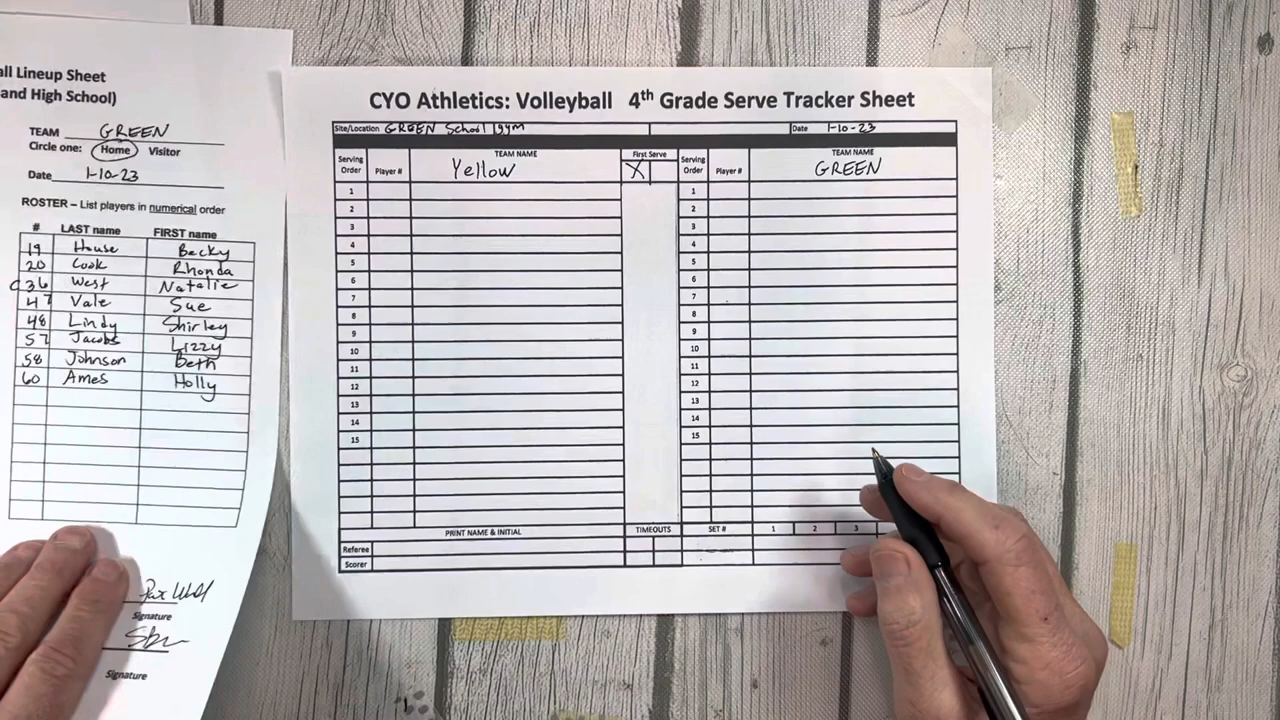 all Lineup Sheet
and High School)
TEAM GREEN
Circle one: Home Visitor
Date 1-10-23
ROSTER – List players in numerical order
# LAST name FIRST name
19 House Becky
20 Cook Rhonda
C 36 West Natalie
47 Vale Sue
48 Lindy Shirley
57 Jacobs Lizzy
58 Johnson Beth
60 Ames Holly
Signature
Signature
CYO Athletics: Volleyball 4th Grade Serve Tracker Sheet
Site/Location GREEN School gym Date 1-10-23
Serving Order Player # TEAM NAME Yellow First Serve X Serving Order Player # TEAM NAME GREEN
1 1
2 2
3 3
4 4
5 5
6 6
7 7
8 8
9 9
10 10
11 11
12 12
13 13
14 14
15 15
PRINT NAME & INITIAL TIMEOUTS SET # 1 2 3
Referee
Scorer